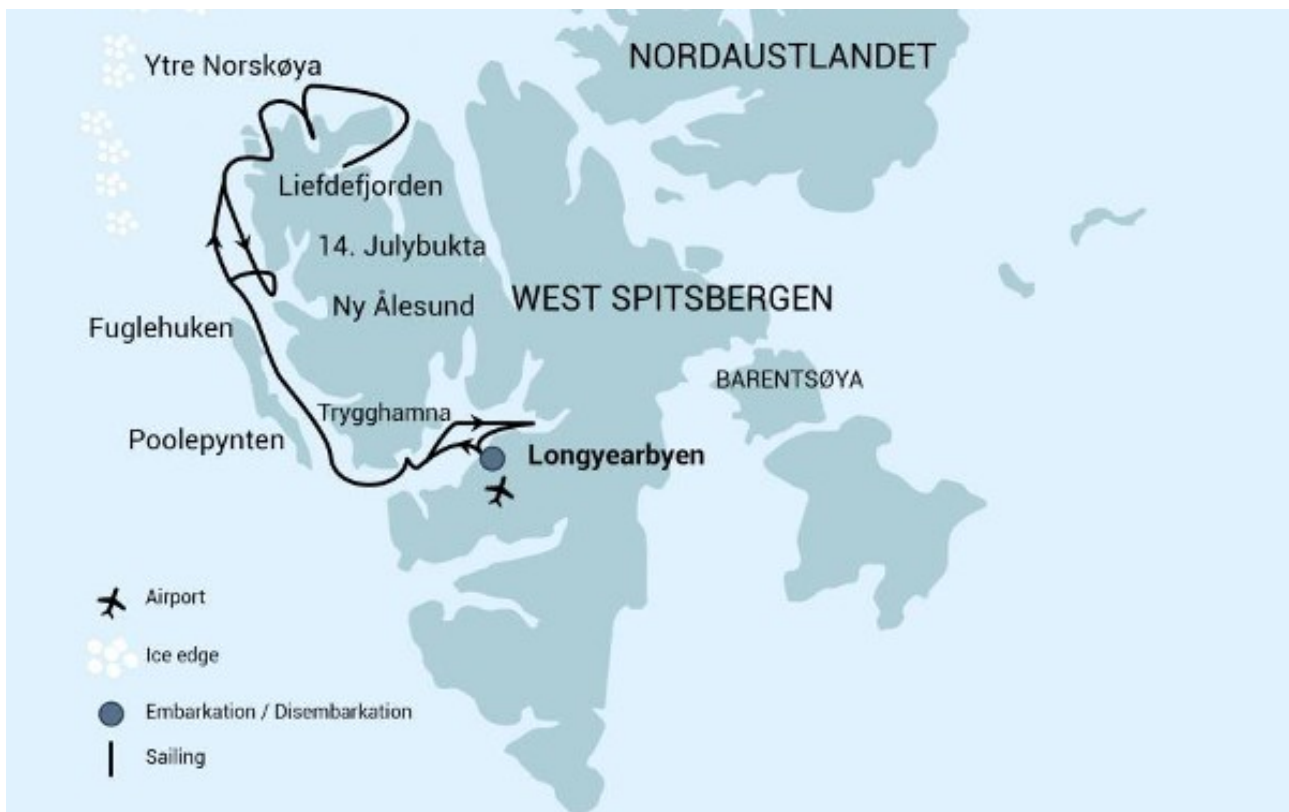 NORDAUSTLANDET
Ytre Norskøya
Liefdefjorden
14. Julybukta
Ny Ålesund
WEST SPITSBERGEN
Fuglehuken
BARENTSØYA
Trygghamna
Poolepynten
Longyearbyen
Airport
Ice edge
Embarkation / Disembarkation
Sailing